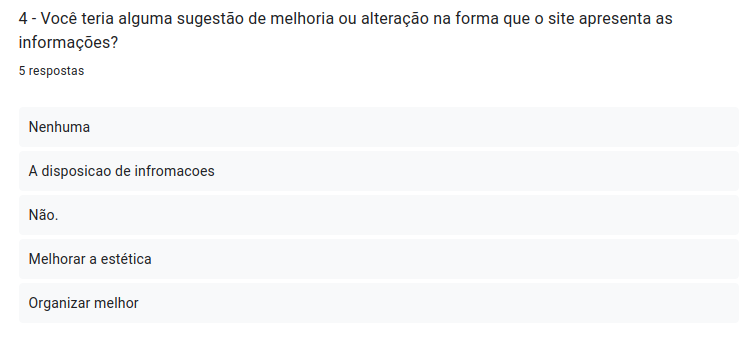 4 - Você teria alguma sugestão de melhoria ou alteração na forma que o site apresenta as
informações?
5 respostas
Nenhuma
A disposicao de infromacoes
Não.
Melhorar a estética
Organizar melhor